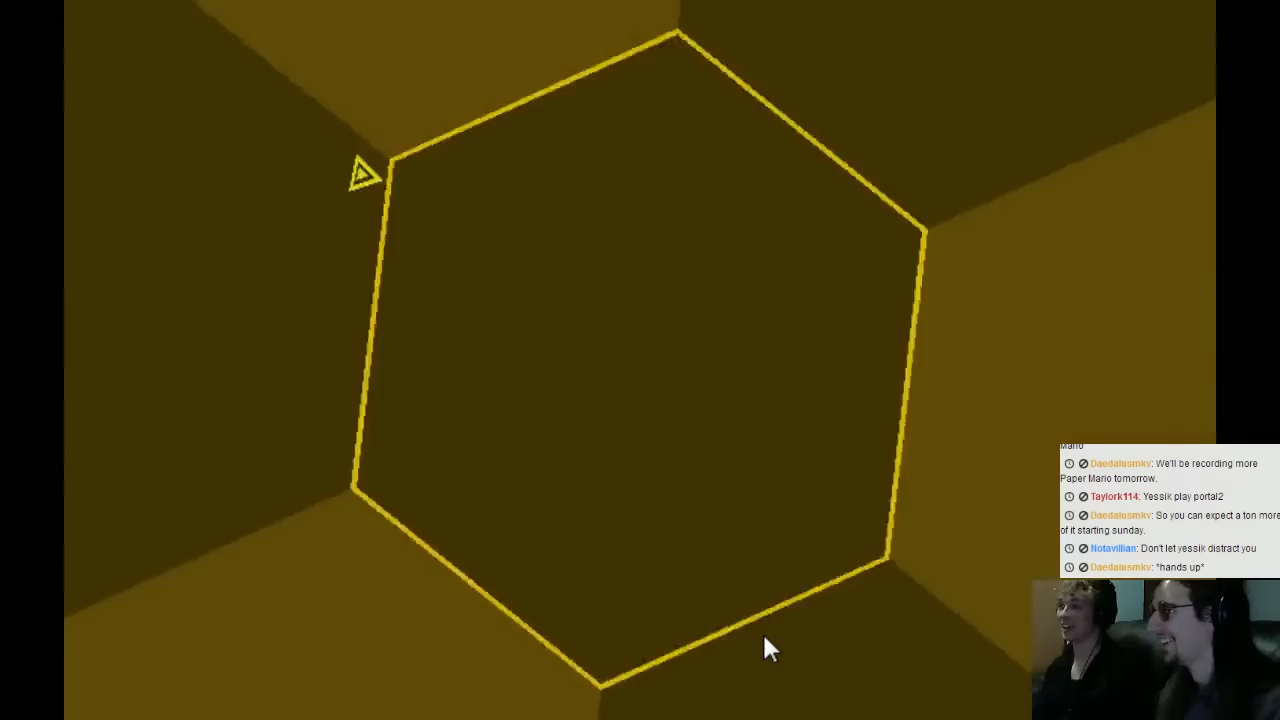 Mario
Daedalusmkv: We'll be recording more
Paper Mario tomorrow.
Taylork114: Yessik play portal2
Daedalusmkv: So you can expect a ton more
of it starting sunday.
Notavillian: Don't let yessik distract you
Daedalusmkv: *hands up*